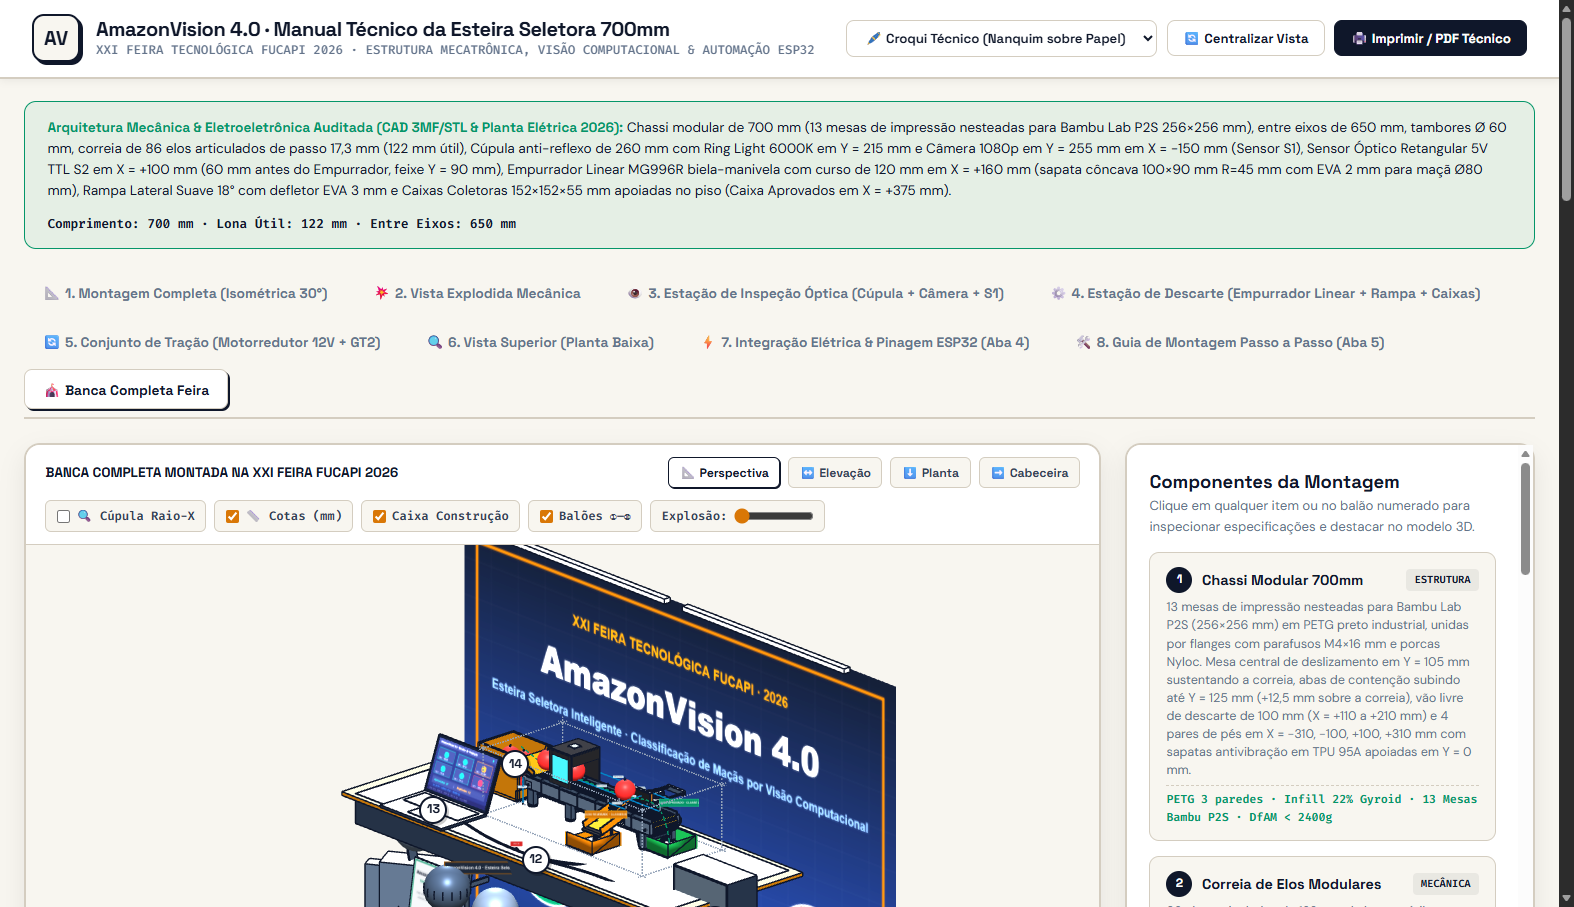 AV
AmazonVision 4.0 · Manual Técnico da Esteira Seletora 700mm
XXI FEIRA TECNOLÓGICA FUCAPI 2026 · ESTRUTURA MECATRÔNICA, VISÃO COMPUTACIONAL & AUTOMAÇÃO ESP32
Croqui Técnico (Nanquim sobre Papel)
Centralizar Vista
Imprimir / PDF Técnico
Arquitetura Mecânica & Eletroeletrônica Auditada (CAD 3MF/STL & Planta Elétrica 2026): Chassi modular de 700 mm (13 mesas de impressão nesteadas para Bambu Lab P2S 256×256 mm), entre eixos de 650 mm, tambores Ø 60
mm, correia de 86 elos articulados de passo 17,3 mm (122 mm útil), Cúpula anti-reflexo de 260 mm com Ring Light 6000K em Y = 215 mm e Câmera 1080p em Y = 255 mm em X = -150 mm (Sensor S1), Sensor Óptico Retangular 5V
TTL S2 em X = +100 mm (60 mm antes do Empurrador, feixe Y = 90 mm), Empurrador Linear MG996R biela-manivela com curso de 120 mm em X = +160 mm (sapata côncava 100×90 mm R=45 mm com EVA 2 mm para maçã Ø80
mm), Rampa Lateral Suave 18° com defletor EVA 3 mm e Caixas Coletoras 152×152×55 mm apoiadas no piso (Caixa Aprovados em X = +375 mm).
Comprimento: 700 mm · Lona Útil: 122 mm · Entre Eixos: 650 mm
1. Montagem Completa (Isométrica 30°)
2. Vista Explodida Mecânica
3. Estação de Inspeção Óptica (Cúpula + Câmera + S1)
4. Estação de Descarte (Empurrador Linear + Rampa + Caixas)
5. Conjunto de Tração (Motorredutor 12V + GT2)
6. Vista Superior (Planta Baixa)
7. Integração Elétrica & Pinagem ESP32 (Aba 4)
8. Guia de Montagem Passo a Passo (Aba 5)
Banca Completa Feira
BANCA COMPLETA MONTADA NA XXI FEIRA FUCAPI 2026
Perspectiva
Elevação
Planta
Cabeceira
Cúpula Raio-X
Cotas (mm)
Caixa Construção
Balões
Explosão:
XXI FEIRA TECNOLÓGICA FUCAPI · 2026
AmazonVision 4.0
Esteira Seletora Inteligente · Classificação de Maçãs por Visão Computacional
14
13
12
Componentes da Montagem
Clique em qualquer item ou no balão numerado para
inspecionar especificações e destacar no modelo 3D.
1 Chassi Modular 700mm
ESTRUTURA
13 mesas de impressão nesteadas para Bambu Lab
P2S (256×256 mm) em PETG preto industrial, unidas
por flanges com parafusos M4×16 mm e porcas
Nyloc. Mesa central de deslizamento em Y = 105 mm
sustentando a correia, abas de contenção subindo
até Y = 125 mm (+12,5 mm sobre a correia), vão livre
de descarte de 100 mm (X = +110 a +210 mm) e 4
pares de pés em X = -310, -100, +100, +310 mm com
sapatas antivibração em TPU 95A apoiadas em Y = 0
mm.
PETG 3 paredes · Infill 22% Gyroid · 13 Mesas
Bambu P2S · DfAM < 2400g
2 Correia de Elos Modulares
MECÂNICA